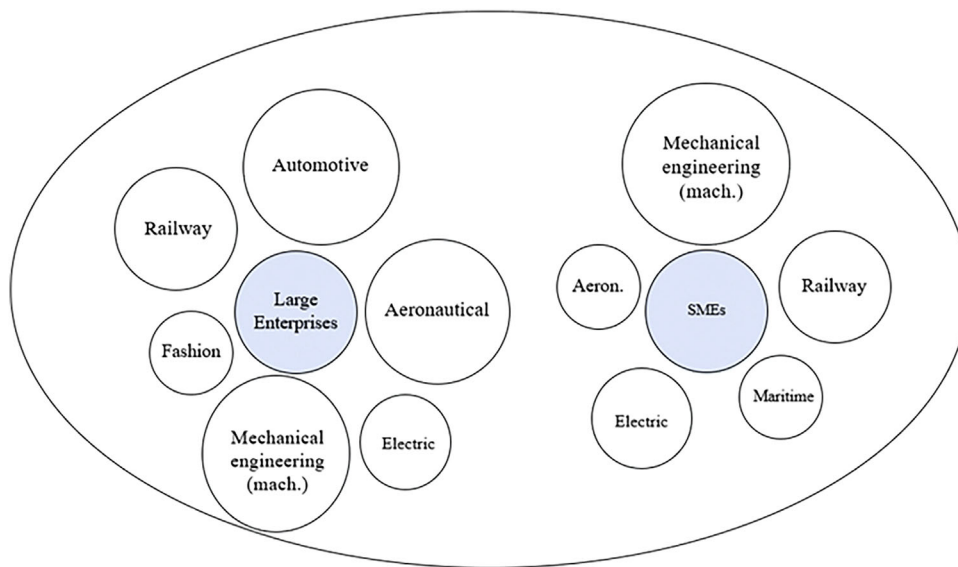 Automotive
Railway
Large
Enterprises
Aeronautical
Fashion
Mechanical
engineering
(mach.)
Electric
Mechanical
engineering
(mach.)
Aeron.
SMEs
Railway
Electric
Maritime